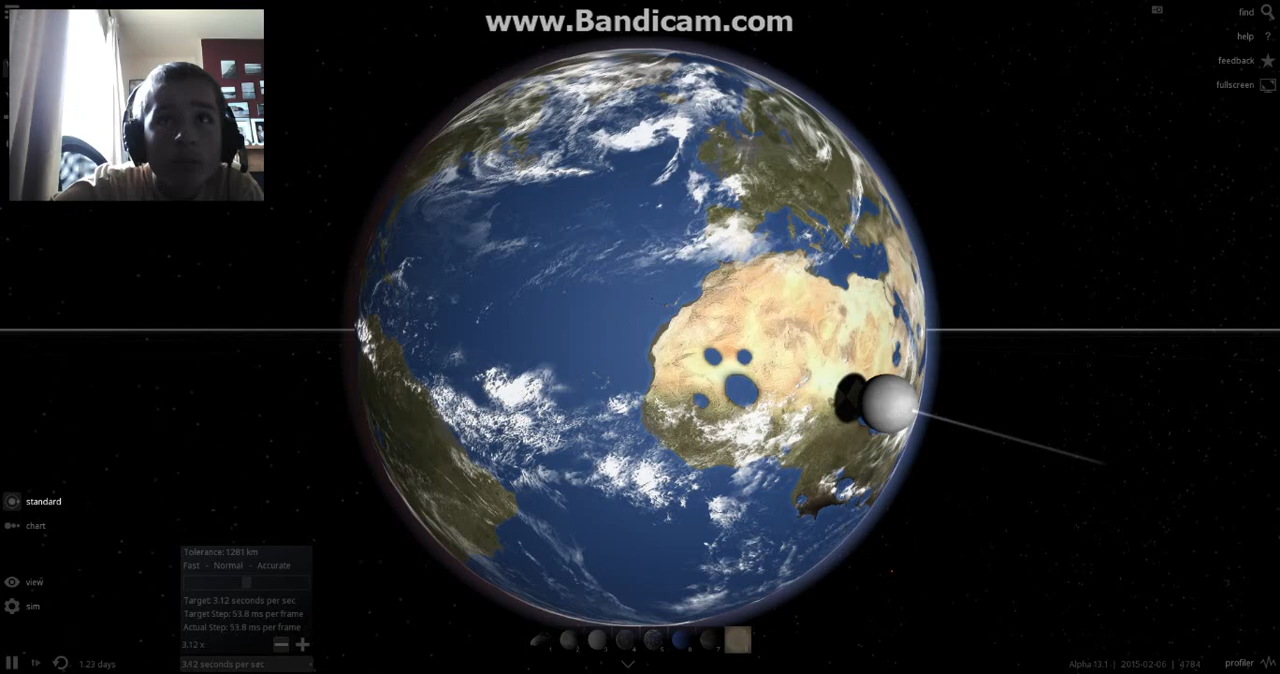 www.Bandicam.com
find
help ?
feedback
fullscreen
standard
chart
view
sim
Tolerance: 1281 km
Fast - Normal - Accurate
Target: 3.12 seconds per sec
Target Step: 53.8 ms per frame
Actual Step: 53.8 ms per frame
3.12 x
1.23 days
3.12 seconds per sec
Alpha 13.1 | 2015-02-06 | 4784
profiler